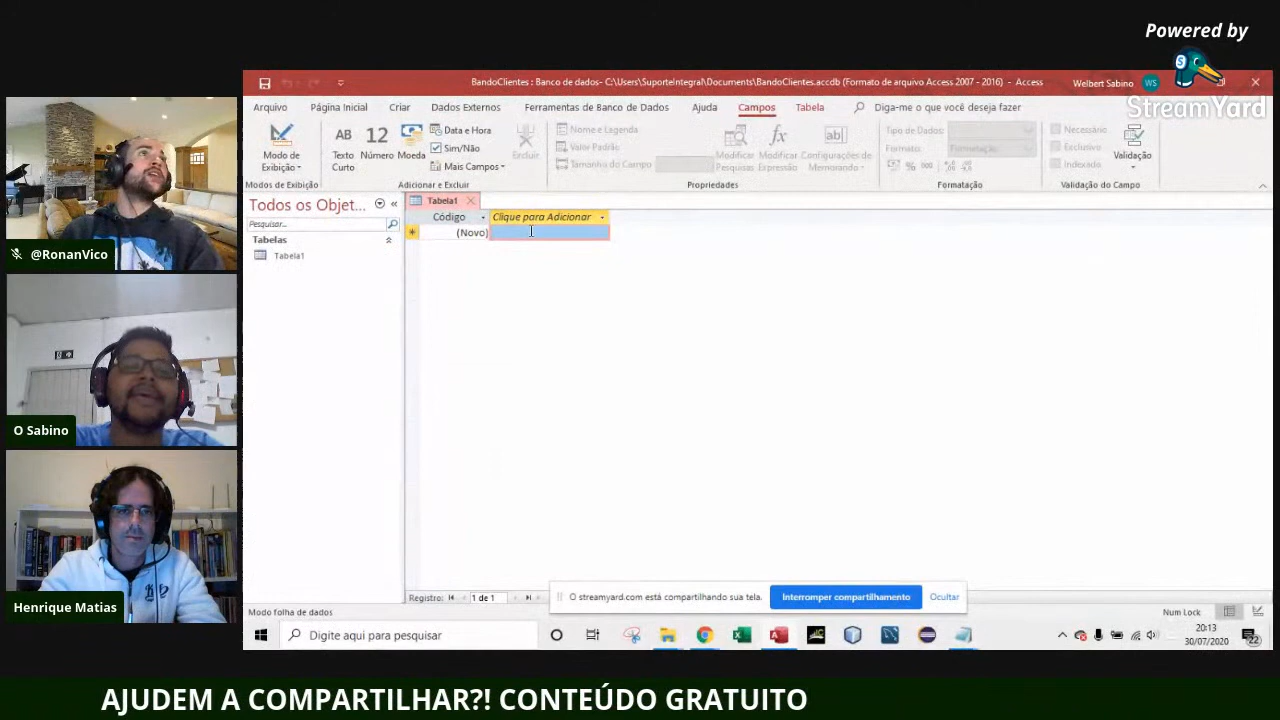 Powered by
StreamYard
BandoClientes : Banco de dados- C:\Users\SuporteIntegral\Documents\BandoClientes.accdb (Formato de arquivo Access 2007 - 2016) - Access
Welbert Sabino
WS
Arquivo
Página Inicial
Criar
Dados Externos
Ferramentas de Banco de Dados
Ajuda
Campos
Tabela
Diga-me o que você deseja fazer
Modo de Exibição
Modos de Exibição
AB
Texto Curto
12
Número
Moeda
Data e Hora
Sim/Não
Mais Campos
Excluir
Adicionar e Excluir
Nome e Legenda
Valor Padrão
Tamanho do Campo
Modificar Pesquisas
fx
Modificar Expressão
ab|
Configurações de Memorando
Propriedades
Tipo de Dados:
Formato:
Formatação
% 000
Formatação
Necessário
Exclusivo
Indexado
Validação
Validação do Campo
Todos os Objet...
Pesquisar...
Tabelas
Tabela1
Tabela1
Código
Clique para Adicionar
(Novo)
Registro:
1 de 1
Modo folha de dados
Num Lock
O streamyard.com está compartilhando sua tela.
Interromper compartilhamento
Ocultar
Digite aqui para pesquisar
20:13
30/07/2020
22
@RonanVico
O Sabino
Henrique Matias
AJUDEM A COMPARTILHAR?! CONTEÚDO GRATUITO